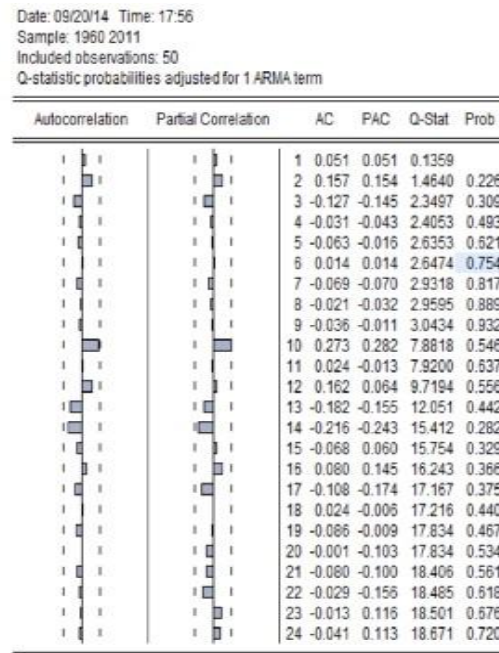 Date: 09/20/14 Time: 17:56
Sample: 1960 2011
Included observations: 50
Q-statistic probabilities adjusted for 1 ARMA term
Autocorrelation Partial Correlation AC PAC Q-Stat Prob
1 0.051 0.051 0.1359
2 0.157 0.154 1.4640 0.226
3 -0.127 -0.145 2.3497 0.309
4 -0.031 -0.043 2.4053 0.493
5 -0.063 -0.016 2.6353 0.621
6 0.014 0.014 2.6474 0.754
7 -0.069 -0.070 2.9318 0.817
8 -0.021 -0.032 2.9595 0.889
9 -0.036 -0.011 3.0434 0.932
10 0.273 0.282 7.8818 0.546
11 0.024 -0.013 7.9200 0.637
12 0.162 0.064 9.7194 0.556
13 -0.182 -0.155 12.051 0.442
14 -0.216 -0.243 15.412 0.282
15 -0.068 0.060 15.754 0.329
16 0.080 0.145 16.243 0.366
17 -0.108 -0.174 17.167 0.375
18 0.024 -0.006 17.216 0.440
19 -0.086 -0.009 17.834 0.467
20 -0.001 -0.103 17.834 0.534
21 -0.080 -0.100 18.406 0.561
22 -0.029 -0.156 18.485 0.618
23 -0.013 0.116 18.501 0.676
24 -0.041 0.113 18.671 0.720